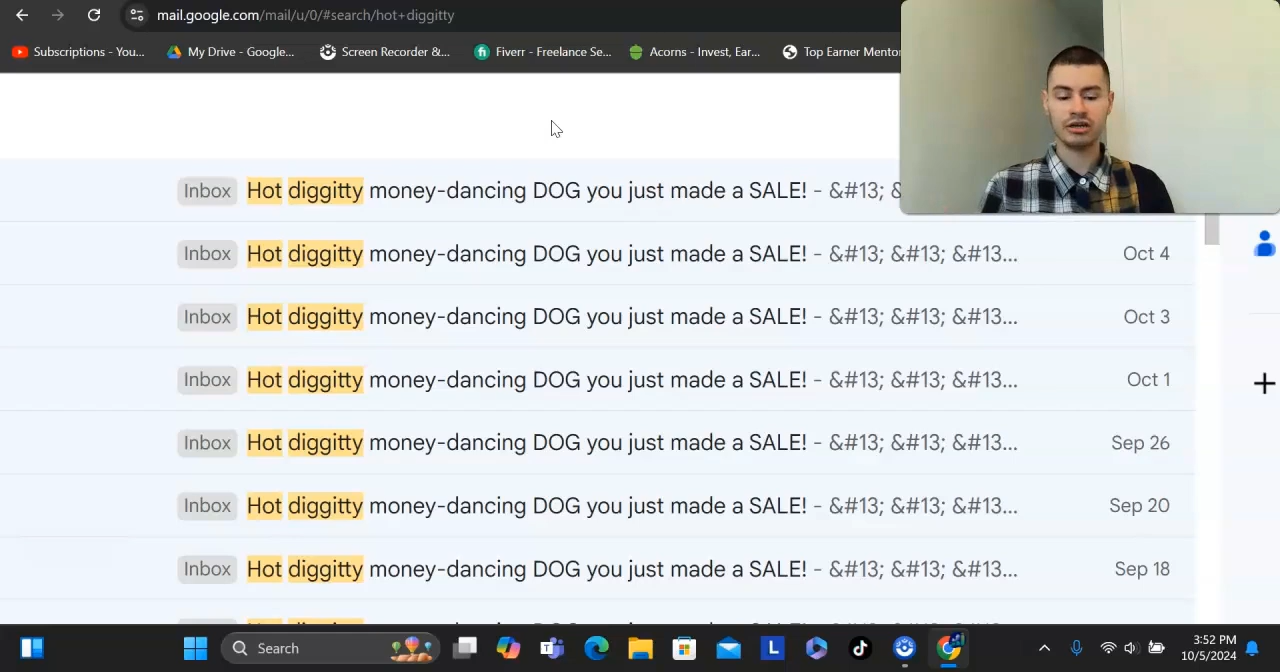 mail.google.com/mail/u/0/#search/hot+diggitty
Subscriptions - You... My Drive - Google... Screen Recorder &... Fiverr - Freelance Se... Acorns - Invest, Ear... Top Earner Mento
Inbox Hot diggitty money-dancing DOG you just made a SALE! - &#13; &
Inbox Hot diggitty money-dancing DOG you just made a SALE! - &#13; &#13; &#13... Oct 4
Inbox Hot diggitty money-dancing DOG you just made a SALE! - &#13; &#13; &#13... Oct 3
Inbox Hot diggitty money-dancing DOG you just made a SALE! - &#13; &#13; &#13... Oct 1
Inbox Hot diggitty money-dancing DOG you just made a SALE! - &#13; &#13; &#13... Sep 26
Inbox Hot diggitty money-dancing DOG you just made a SALE! - &#13; &#13; &#13... Sep 20
Inbox Hot diggitty money-dancing DOG you just made a SALE! - &#13; &#13; &#13... Sep 18
Search
3:52 PM
10/5/2024